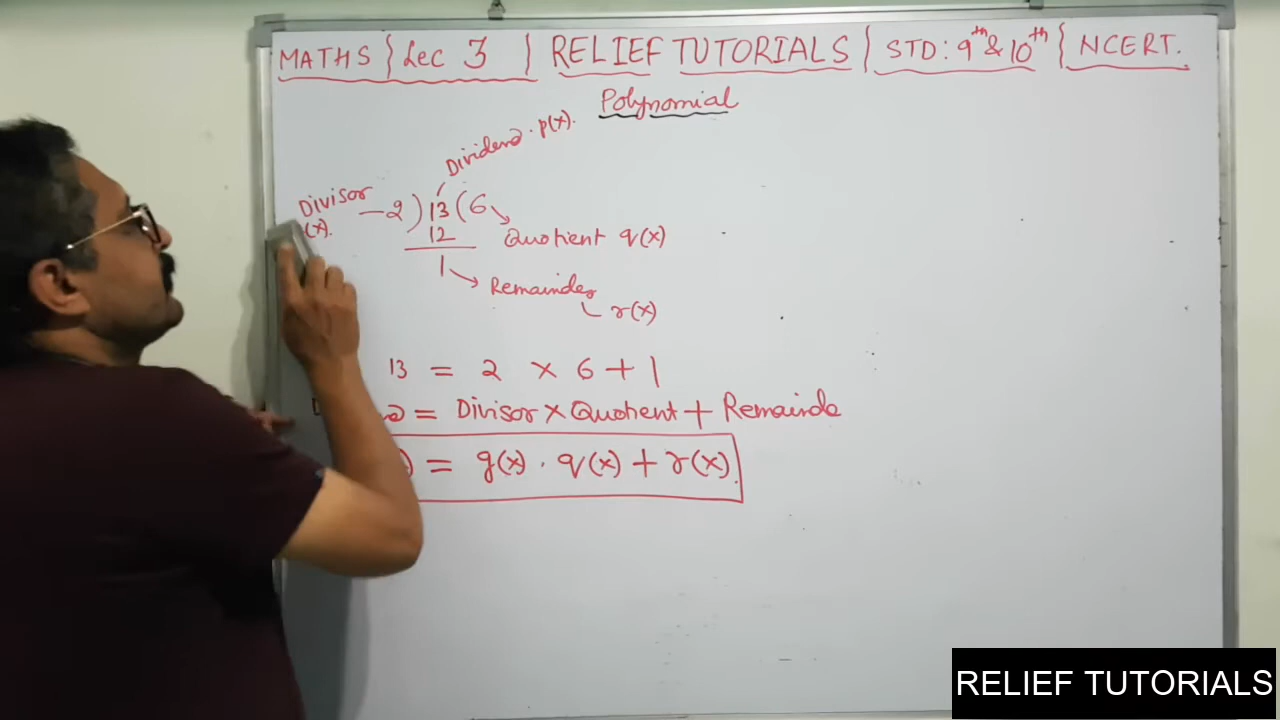 MATHS | Lec 3 | RELIEF TUTORIALS | STD: 9th & 10th | NCERT.
Polynomial
Dividend. p(x).
Divisor
(x).
2 ) 13 ( 6
12
Quotient q(x)
1
Remainder
r(x)
13 = 2 × 6 + 1
= Divisor × Quotient + Remainde
) = g(x) . q(x) + r(x).
RELIEF TUTORIALS